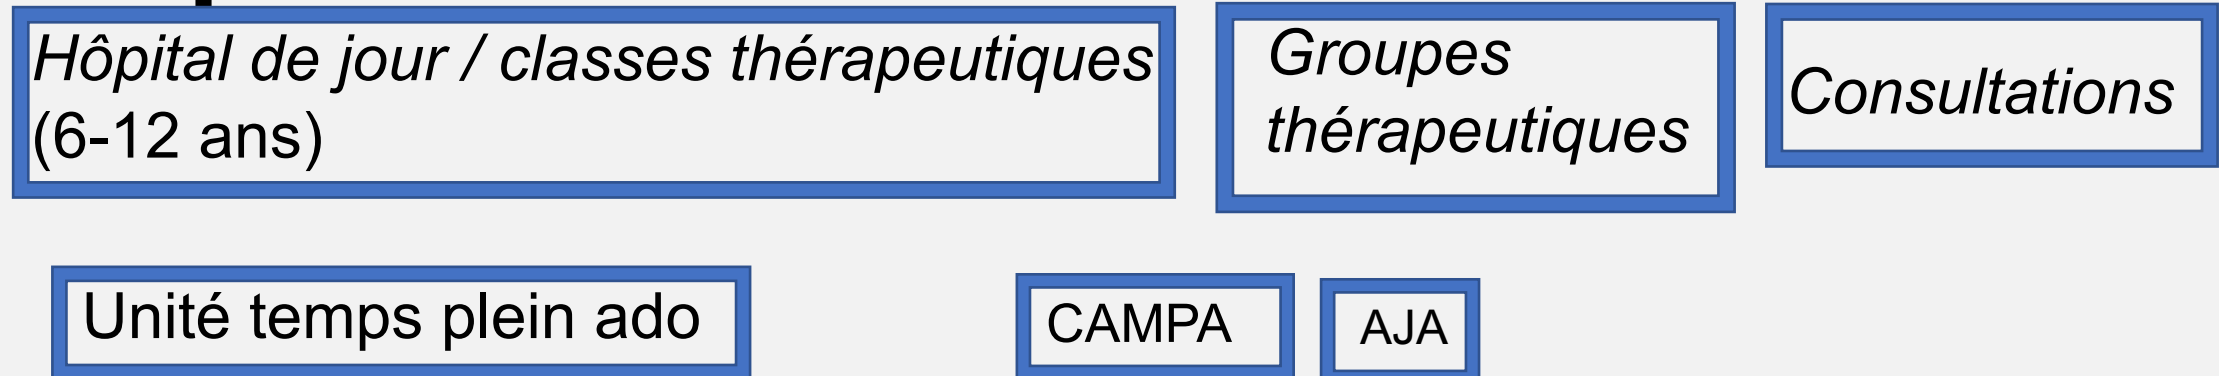 Hôpital de jour / classes thérapeutiques
(6-12 ans)
Groupes
thérapeutiques
Consultations
Unité temps plein ado
CAMPA
AJA